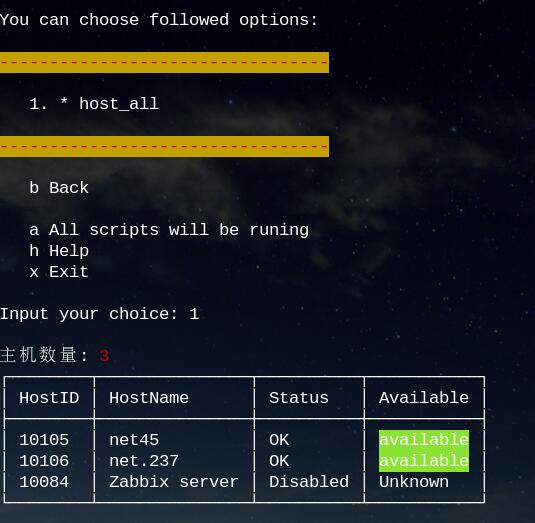 You can choose followed options:
---------------------------------
1. * host_all
---------------------------------
b Back
a All scripts will be runing
h Help
x Exit
Input your choice: 1
主机数量: 3
HostID HostName Status Available
10105 net45 OK available
10106 net.237 OK available
10084 Zabbix server Disabled Unknown